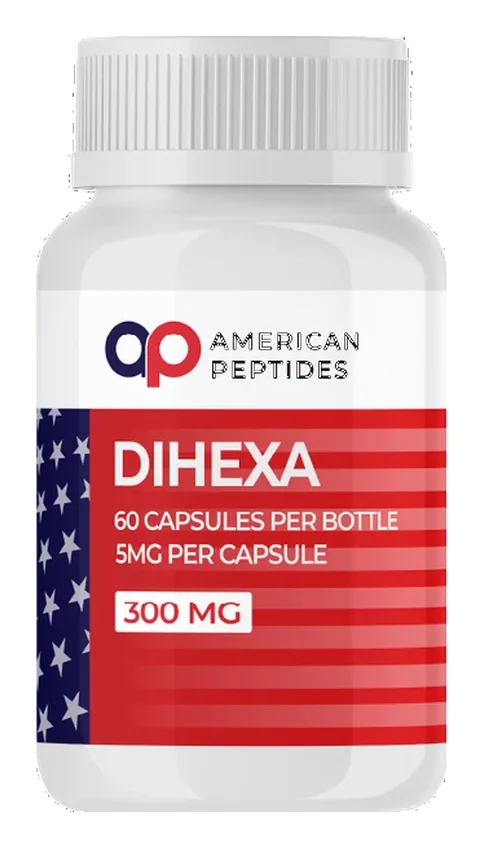 ap AMERICAN
PEPTIDES
DIHEXA
60 CAPSULES PER BOTTLE
5MG PER CAPSULE
300 MG